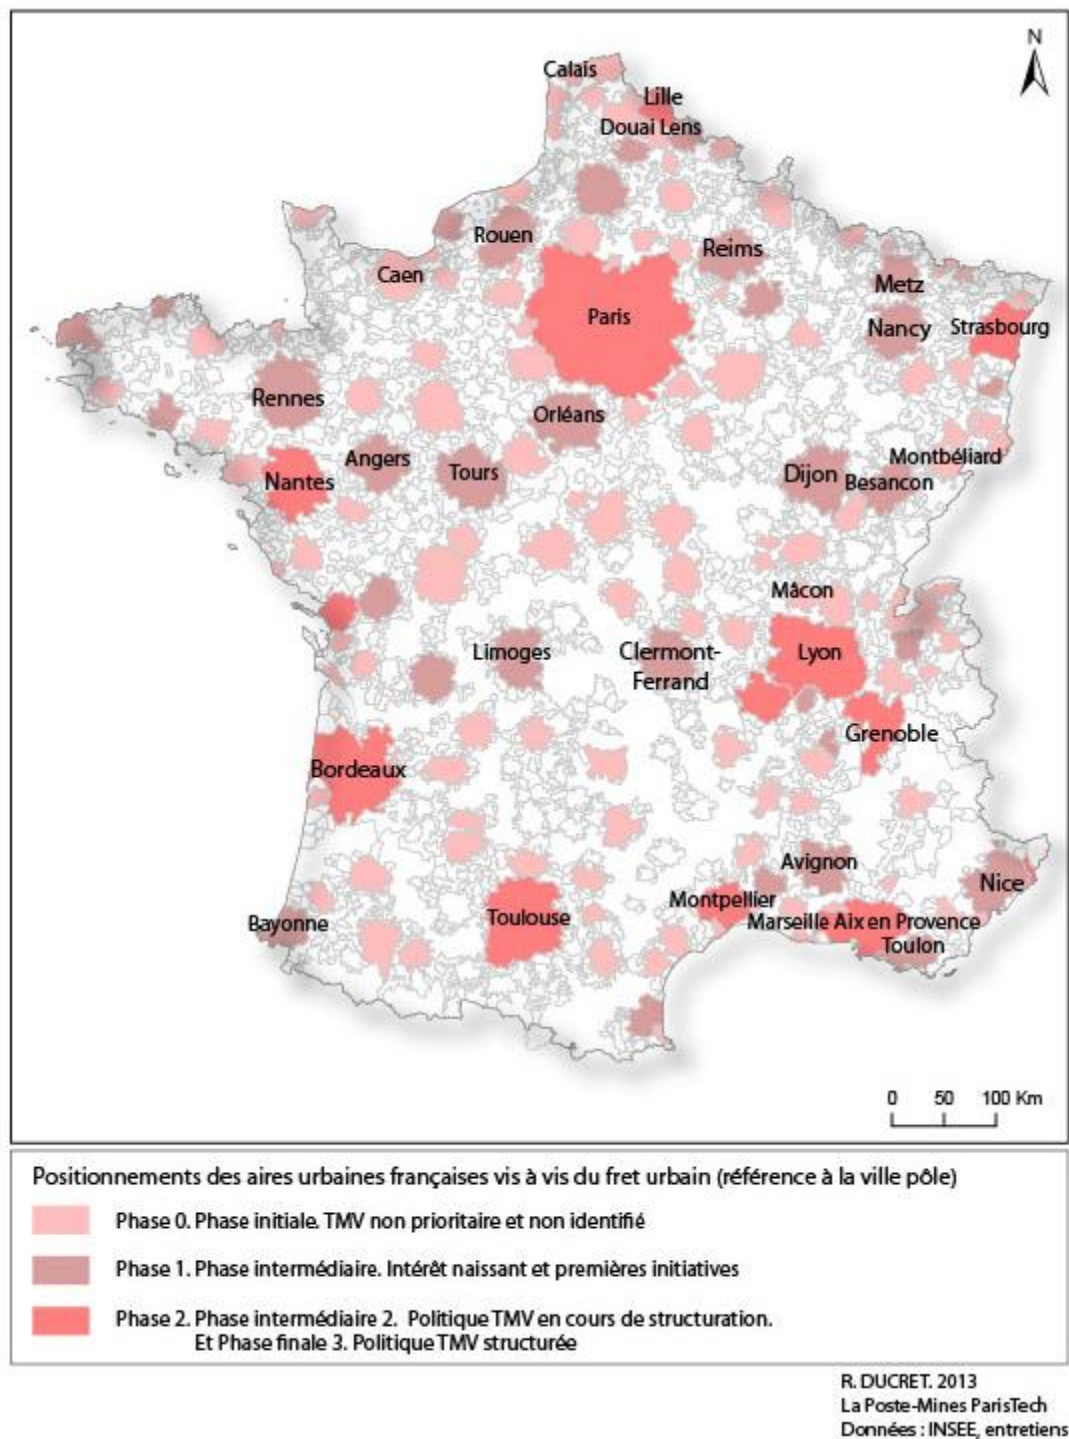 N
Calais
Lille
Douai Lens
Rouen
Reims
Caen
Metz
Paris
Nancy
Strasbourg
Rennes
Orléans
Angers
Tours
Nantes
Dijon
Montbéliard
Besancon
Mâcon
Limoges
Clermont-
Ferrand
Lyon
Grenoble
Bordeaux
Avignon
Nice
Montpellier
Bayonne
Toulouse
Marseille Aix en Provence
Toulon
0 50 100 Km
Positionnements des aires urbaines françaises vis à vis du fret urbain (référence à la ville pôle)
Phase 0. Phase initiale. TMV non prioritaire et non identifié
Phase 1. Phase intermédiaire. Intérêt naissant et premières initiatives
Phase 2. Phase intermédiaire 2. Politique TMV en cours de structuration.
Et Phase finale 3. Politique TMV structurée
R. DUCRET. 2013
La Poste-Mines ParisTech
Données : INSEE, entretiens